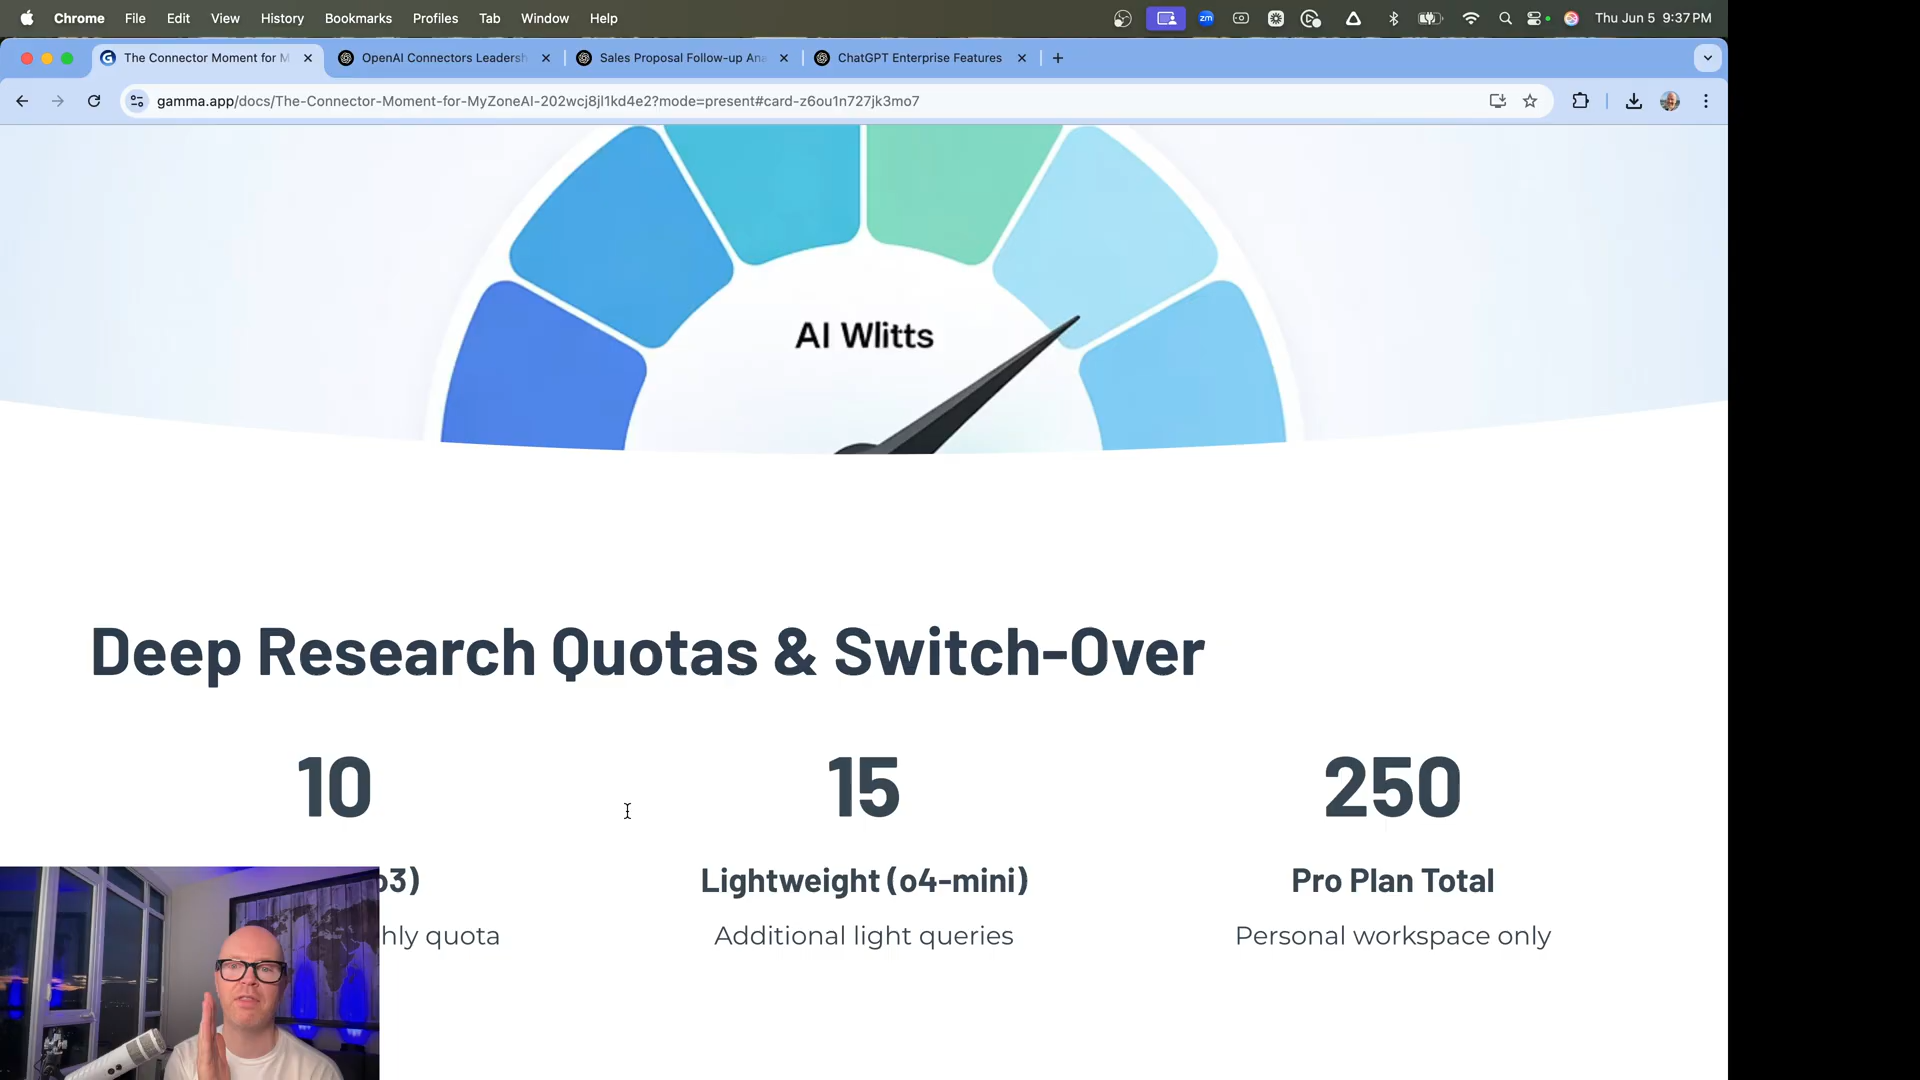 Chrome File Edit View History Bookmarks Profiles Tab Window Help
zm
Thu Jun 5 9:37 PM
The Connector Moment for M
OpenAI Connectors Leadersh
Sales Proposal Follow-up Ana
ChatGPT Enterprise Features
gamma.app/docs/The-Connector-Moment-for-MyZoneAI-202wcj8jl1kd4e2?mode=present#card-z6ou1n727jk3mo7
AI Wlitts
Deep Research Quotas & Switch-Over
10 15 250
o3) Lightweight (o4-mini) Pro Plan Total
hly quota Additional light queries Personal workspace only